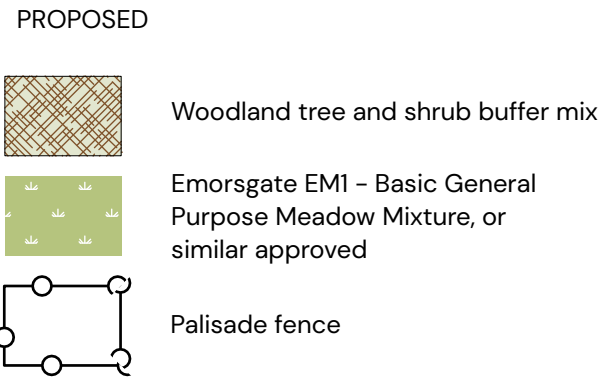 PROPOSED
Woodland tree and shrub buffer mix
Emorsgate EM1 - Basic General
Purpose Meadow Mixture, or
similar approved
Palisade fence